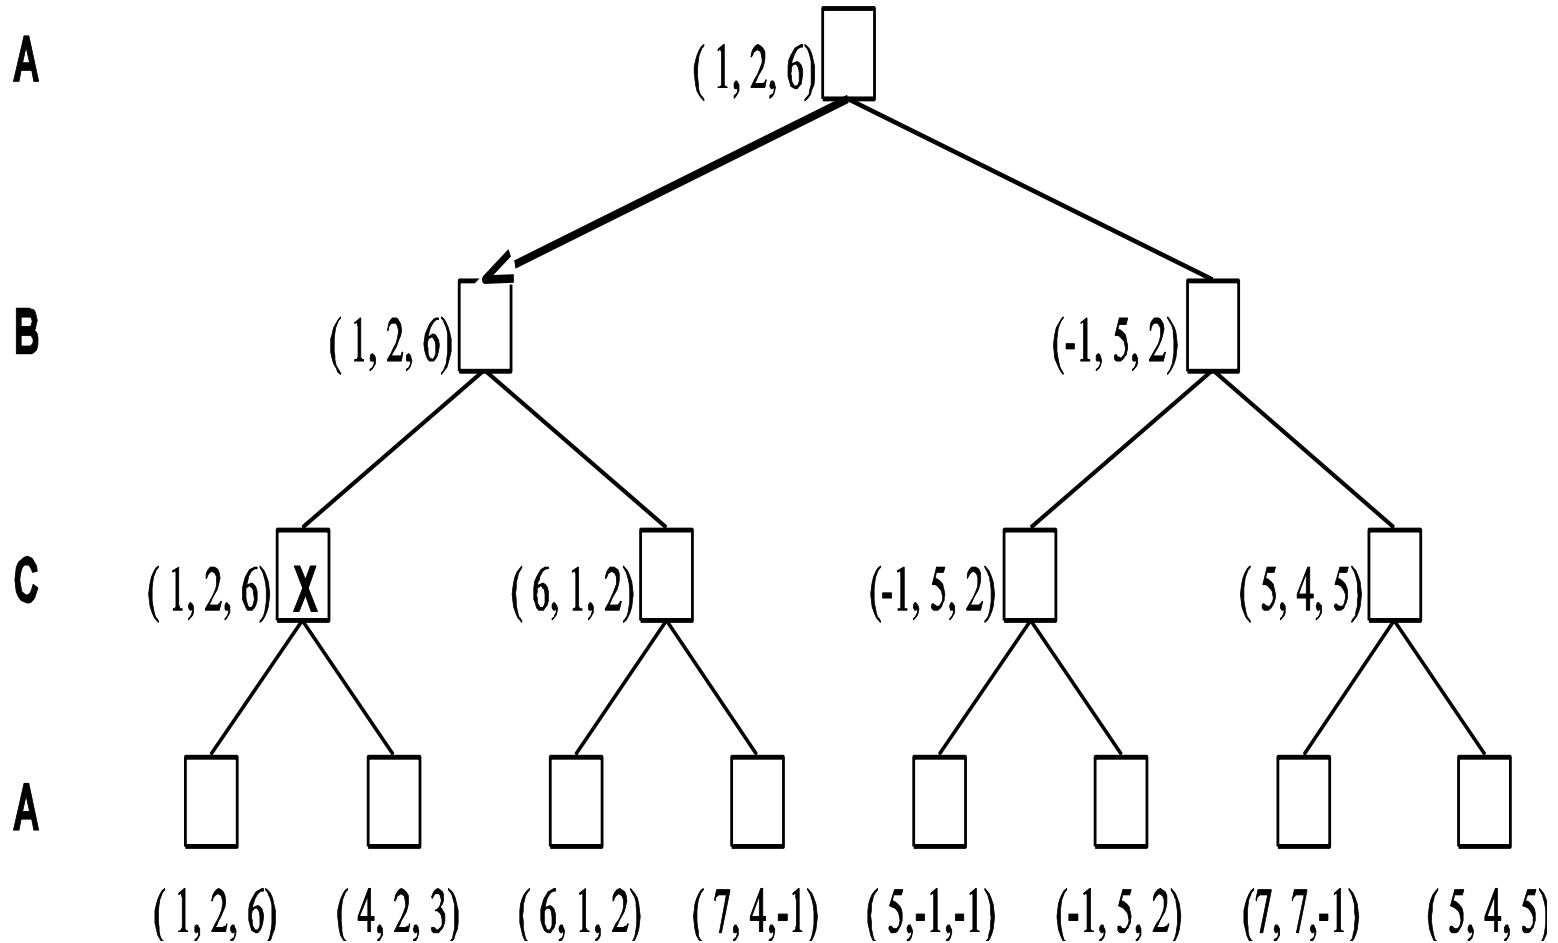 A ( 1, 2, 6)
B ( 1, 2, 6) (-1, 5, 2)
C ( 1, 2, 6) X ( 6, 1, 2) (-1, 5, 2) ( 5, 4, 5)
A
( 1, 2, 6) ( 4, 2, 3) ( 6, 1, 2) ( 7, 4,-1) ( 5,-1,-1) (-1, 5, 2) (7, 7,-1) ( 5, 4, 5)